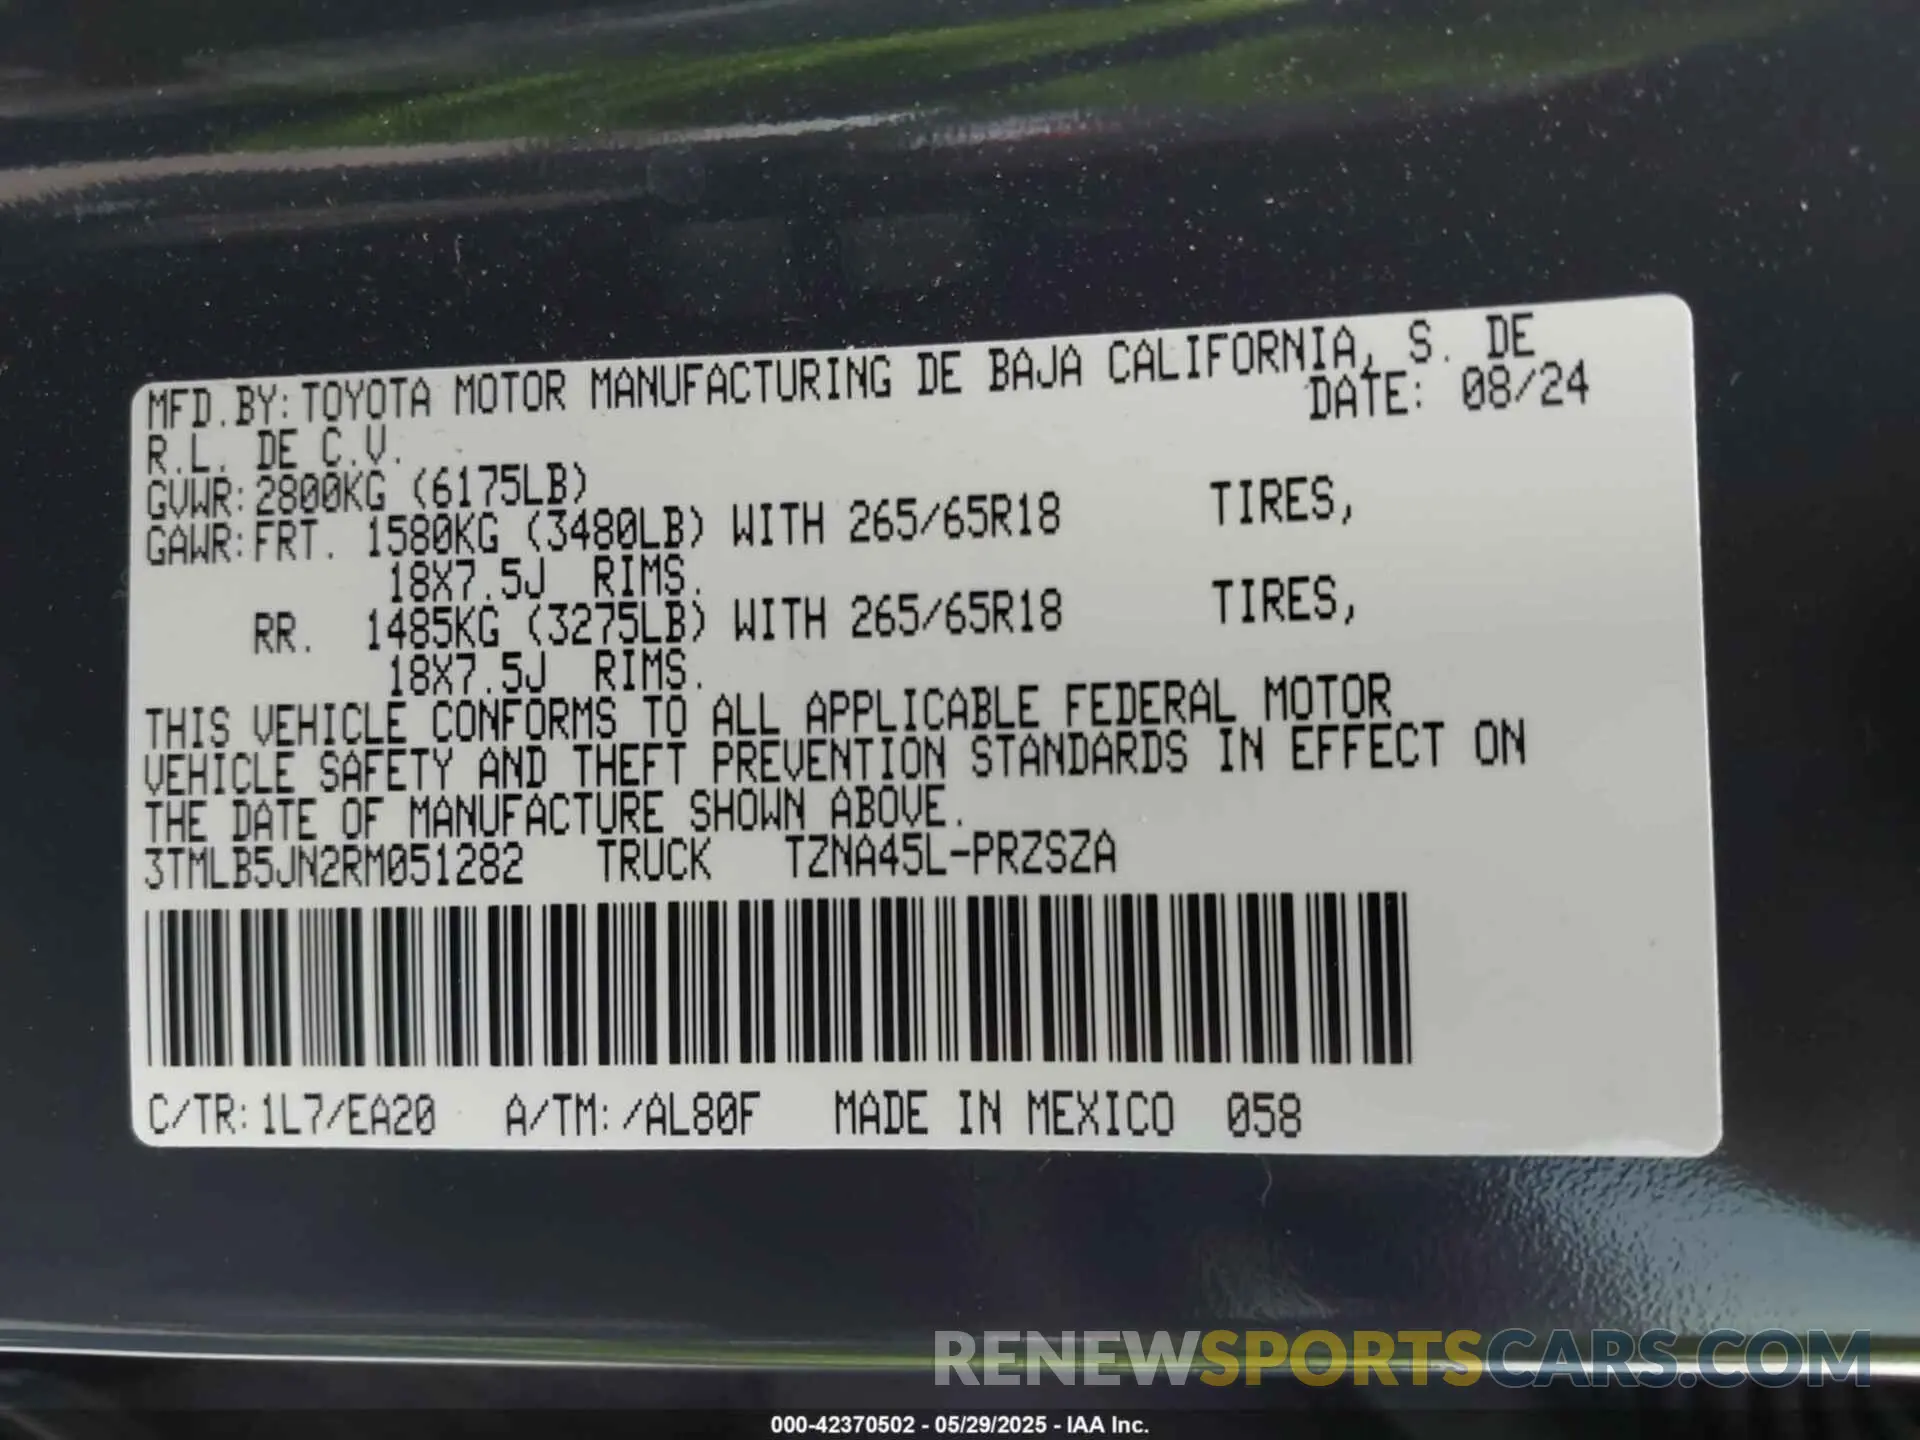 MFD.BY:TOYOTA MOTOR MANUFACTURING DE BAJA CALIFORNIA, S. DE
R.L. DE C.V. DATE: 08/24
GVWR:2800KG (6175LB)
GAWR:FRT. 1580KG (3480LB) WITH 265/65R18 TIRES,
18X7.5J RIMS.
RR. 1485KG (3275LB) WITH 265/65R18 TIRES,
18X7.5J RIMS.
THIS VEHICLE CONFORMS TO ALL APPLICABLE FEDERAL MOTOR
VEHICLE SAFETY AND THEFT PREVENTION STANDARDS IN EFFECT ON
THE DATE OF MANUFACTURE SHOWN ABOVE.
3TMLB5JN2RM051282 TRUCK TZNA45L-PRZSZA
C/TR:1L7/EA20 A/TM:/AL80F MADE IN MEXICO 058
RENEWSPORTSCARS.COM
000-42370502 - 05/29/2025 - IAA Inc.